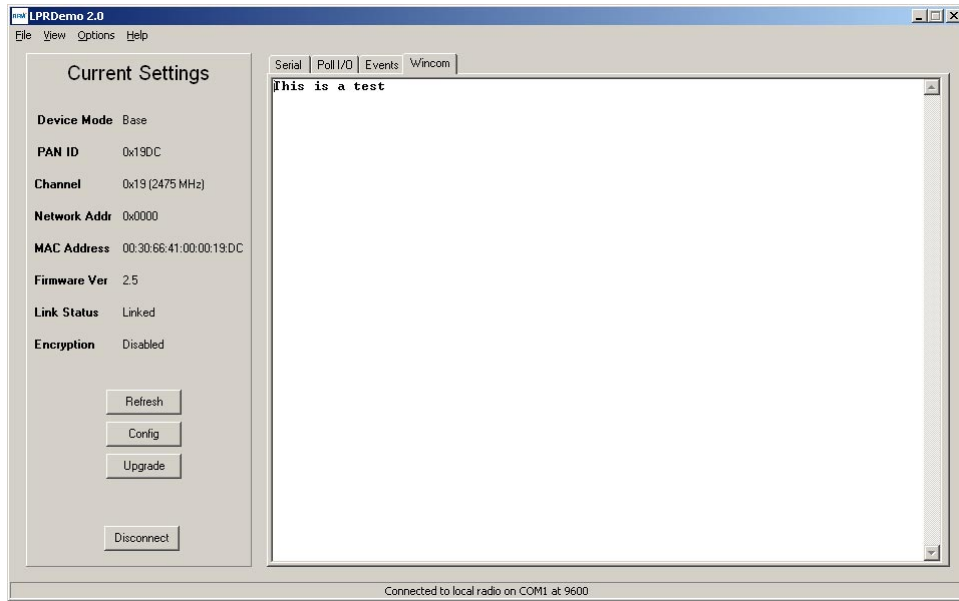 LPRDemo 2.0
File View Options Help
Current Settings
Device Mode Base
PAN ID 0x19DC
Channel 0x19 (2475 MHz)
Network Addr 0x0000
MAC Address 00:30:66:41:00:00:19:DC
Firmware Ver 2.5
Link Status Linked
Encryption Disabled
Refresh
Config
Upgrade
Disconnect
Serial Poll I/O Events Wincom
This is a test
Connected to local radio on COM1 at 9600